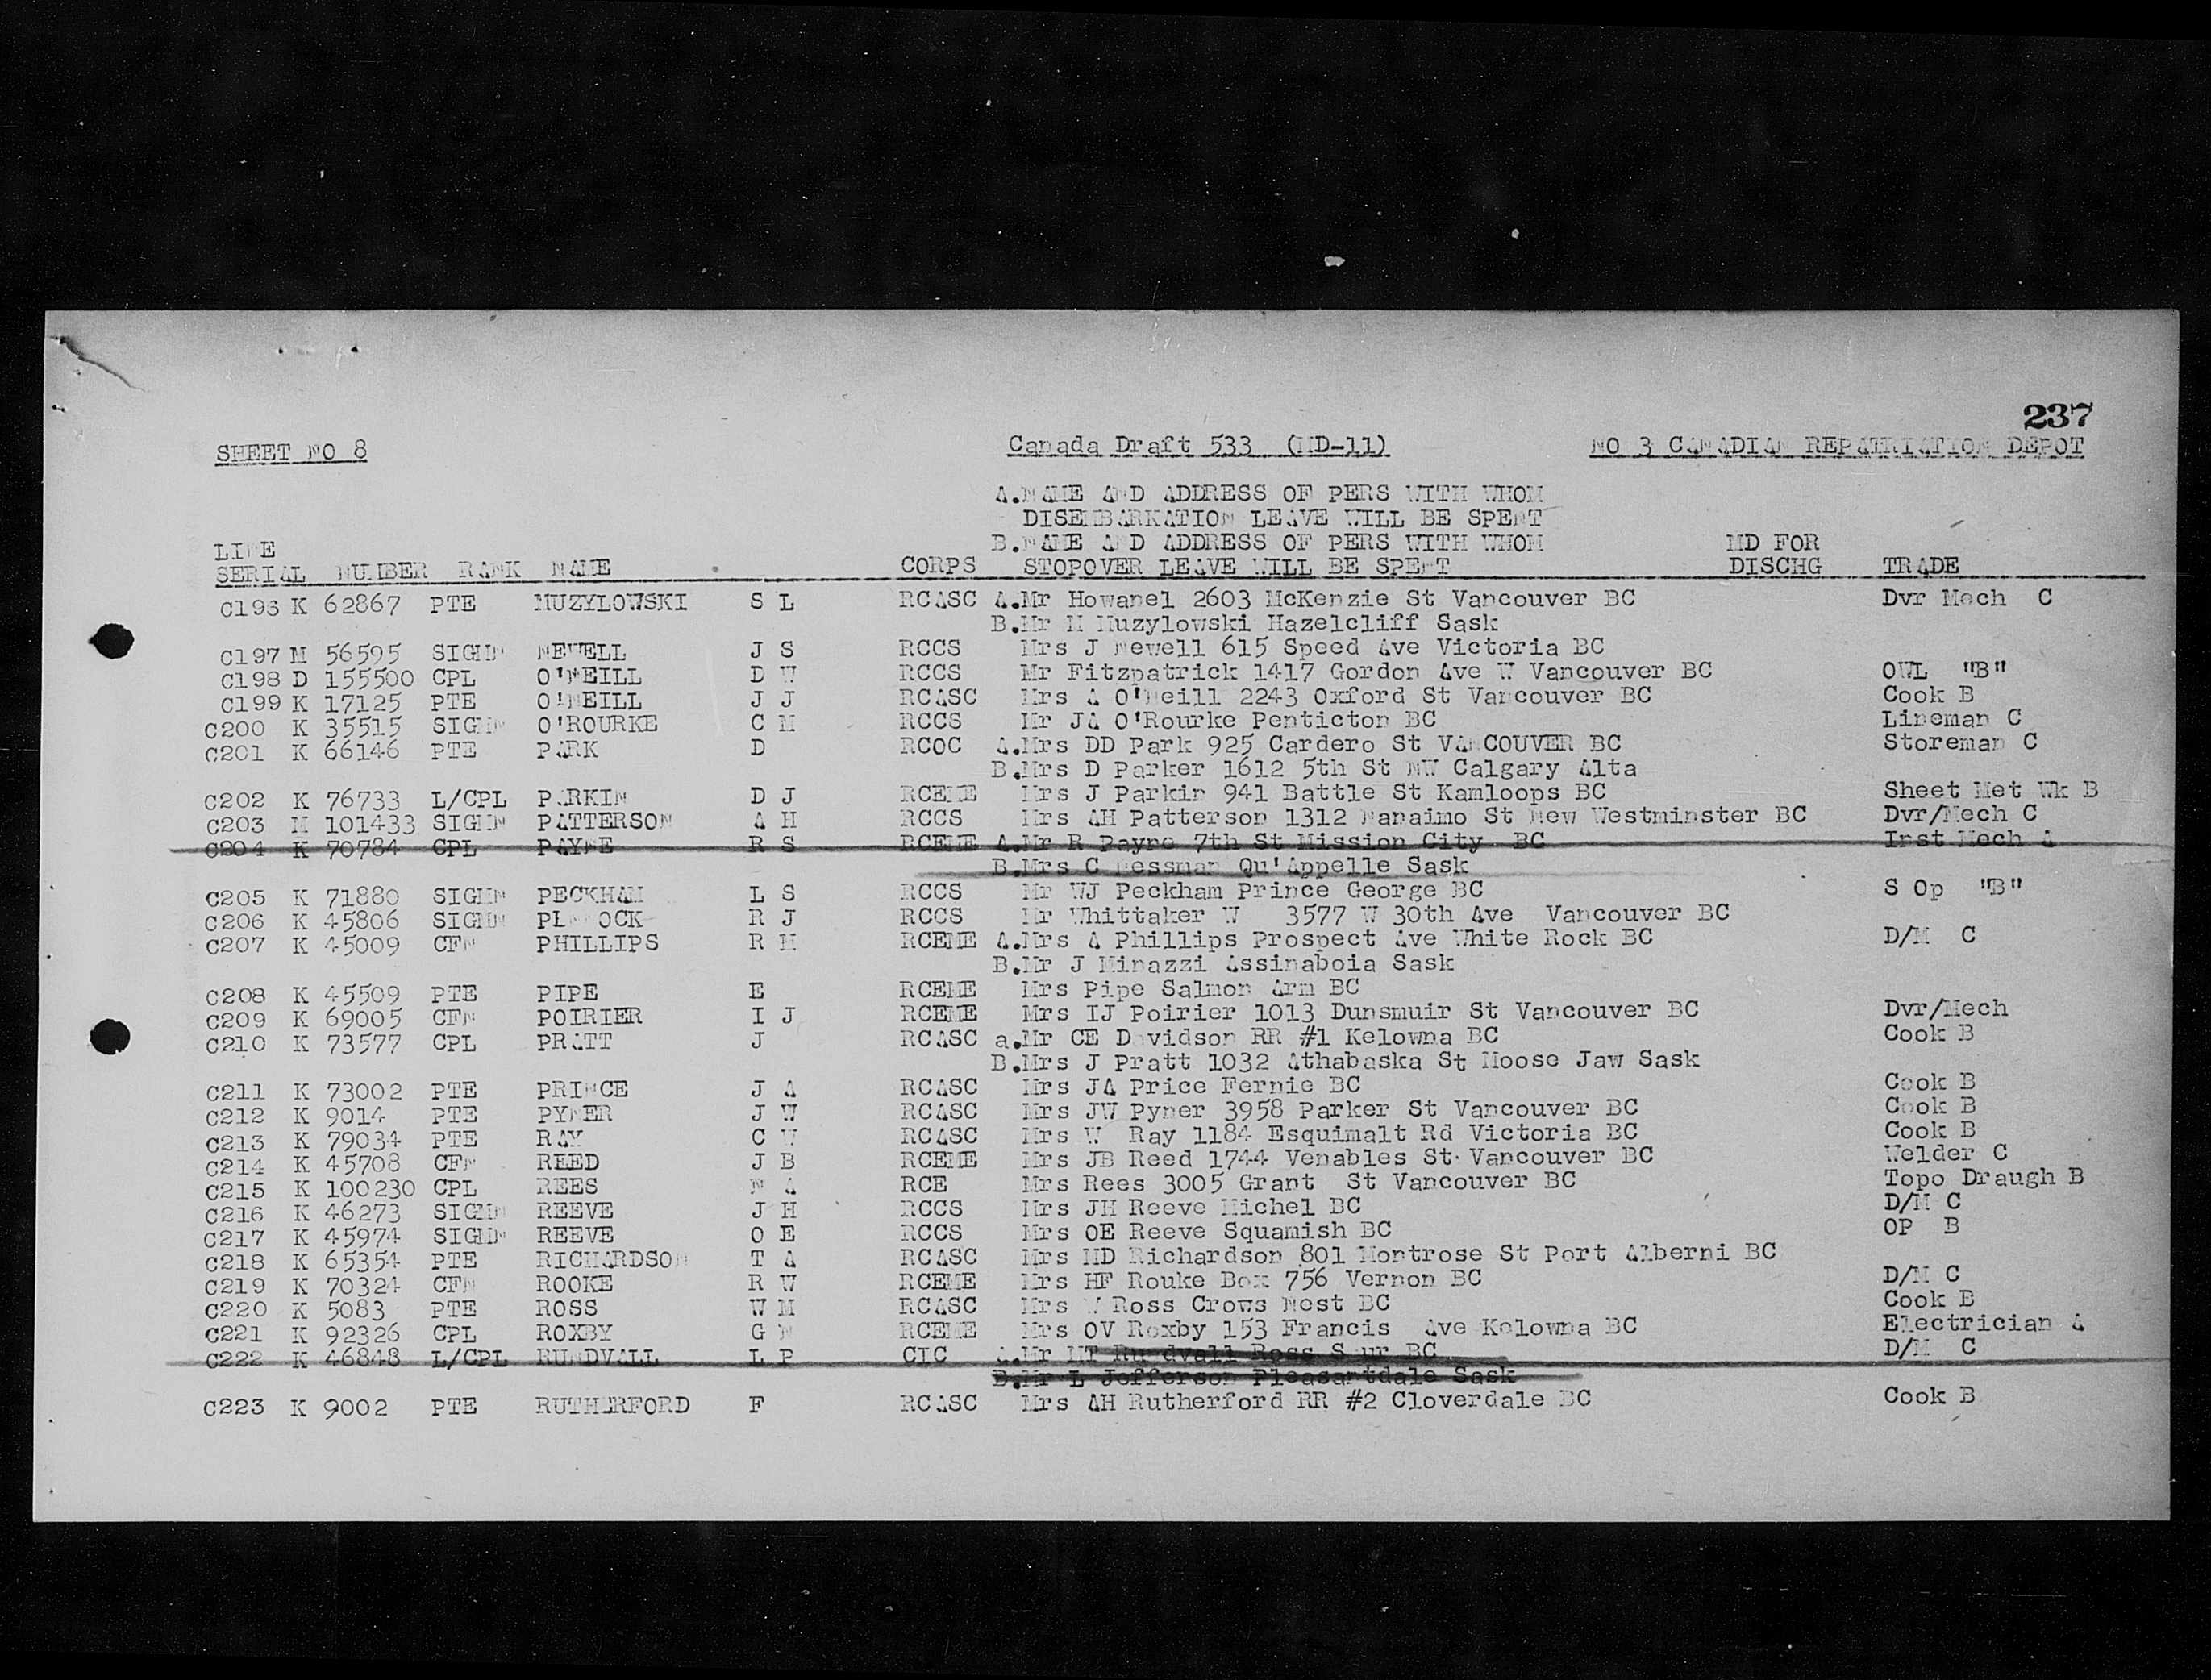 237
SHEET NO 8 Canada Draft 533 (MD-11) NO 3 CANADIAN REPATRIATION DEPOT
A.NAME AND ADDRESS OF PERS WITH WHOM
DISEMBARKATION LEAVE WILL BE SPENT
LINE B.NAME AND ADDRESS OF PERS WITH WHOM MD FOR
SERIAL NUMBER RANK NAME CORPS STOPOVER LEAVE WILL BE SPENT DISCHG TRADE
C196 K 62867 PTE MUZYLOWSKI S L RCASC A.Mr Howanel 2603 McKenzie St Vancouver BC Dvr Mech C
B.Mr M Muzylowski Hazelcliff Sask
C197 M 56595 SIGMN NEWELL J S RCCS Mrs J Newell 615 Speed Ave Victoria BC
C198 D 155500 CPL O'NEILL D W RCCS Mr Fitzpatrick 1417 Gordon Ave W Vancouver BC OWL "B"
C199 K 17125 PTE O'NEILL J J RCASC Mrs A O'Neill 2243 Oxford St Vancouver BC Cook B
C200 K 35515 SIGMN O'ROURKE C M RCCS Mr JA O'Rourke Penticton BC Lineman C
C201 K 66146 PTE PARK D RCOC A.Mrs DD Park 925 Cardero St VANCOUVER BC Storeman C
B.Mrs D Parker 1612 5th St NW Calgary Alta
C202 K 76733 L/CPL PARKIN D J RCEME Mrs J Parkin 941 Battle St Kamloops BC Sheet Met Wk B
C203 M 101433 SIGMN PATTERSON A H RCCS Mrs AH Patterson 1312 Nanaimo St New Westminster BC Dvr/Mech C
C204 K 70784 CPL PAYNE R S RCEME A.Mr R Payne 7th St Mission City BC Inst Mech A
B.Mrs C Messman Qu'Appelle Sask
C205 K 71880 SIGMN PECKHAM L S RCCS Mr WJ Peckham Prince George BC S Op "B"
C206 K 45806 SIGMN R J RCCS Mr Whittaker W 3577 W 30th Ave Vancouver BC
C207 K 45009 CFN PHILLIPS R M RCEME A.Mrs A Phillips Prospect Ave White Rock BC D/M C
B.Mr J Minazzi Assinaboia Sask
C208 K 45509 PTE PIPE E RCEME Mrs Pipe Salmon Arm BC
C209 K 69005 CFN POIRIER I J RCEME Mrs IJ Poirier 1013 Dunsmuir St Vancouver BC Dvr/Mech
C210 K 73577 CPL PRATT J RCASC a.Mr CE Davidson RR #1 Kelowna BC Cook B
B.Mrs J Pratt 1032 Athabaska St Moose Jaw Sask
C211 K 73002 PTE PRINCE J A RCASC Mrs JA Price Fernie BC Cook B
C212 K 9014 PTE PYNER J W RCASC Mrs JW Pyner 3958 Parker St Vancouver BC Cook B
C213 K 79034 PTE RAY C W RCASC Mrs W Ray 1184 Esquimalt Rd Victoria BC Cook B
C214 K 45708 CFN REED J B RCEME Mrs JB Reed 1744 Venables St Vancouver BC Welder C
C215 K 100230 CPL REES N A RCE Mrs Rees 3005 Grant St Vancouver BC Topo Draugh B
C216 K 46273 SIGMN REEVE J H RCCS Mrs JH Reeve Michel BC D/M C
C217 K 45974 SIGMN REEVE O E RCCS Mrs OE Reeve Squamish BC OP B
C218 K 65354 PTE RICHARDSON T A RCASC Mrs MD Richardson 801 Montrose St Port Alberni BC
C219 K 70324 CFN ROOKE R W RCEME Mrs HF Rouke Box 756 Vernon BC D/M C
C220 K 5083 PTE ROSS W M RCASC Mrs W Ross Crows Nest BC Cook B
C221 K 92326 CPL ROXBY G N RCEME Mrs OV Roxby 153 Francis Ave Kelowna BC Electrician A
C222 K 46848 L/CPL RUNDVALL L P CIC A.Mr MT Rundvall Ross Spur BC D/M C
B.Mr L Jefferson Pleasantdale Sask
C223 K 9002 PTE RUTHERFORD F RCASC Mrs AH Rutherford RR #2 Cloverdale BC Cook B